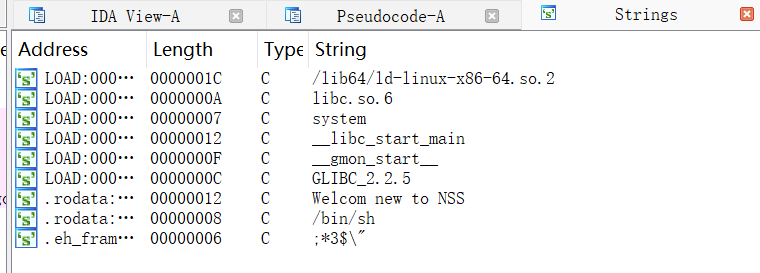 IDA View-A Pseudocode-A Strings
Address Length Type String
LOAD:000… 0000001C C /lib64/ld-linux-x86-64.so.2
LOAD:000… 0000000A C libc.so.6
LOAD:000… 00000007 C system
LOAD:000… 00000012 C __libc_start_main
LOAD:000… 0000000F C __gmon_start__
LOAD:000… 0000000C C GLIBC_2.2.5
.rodata:… 00000012 C Welcom new to NSS
.rodata:… 00000008 C /bin/sh
.eh_fram… 00000006 C ;*3$\"